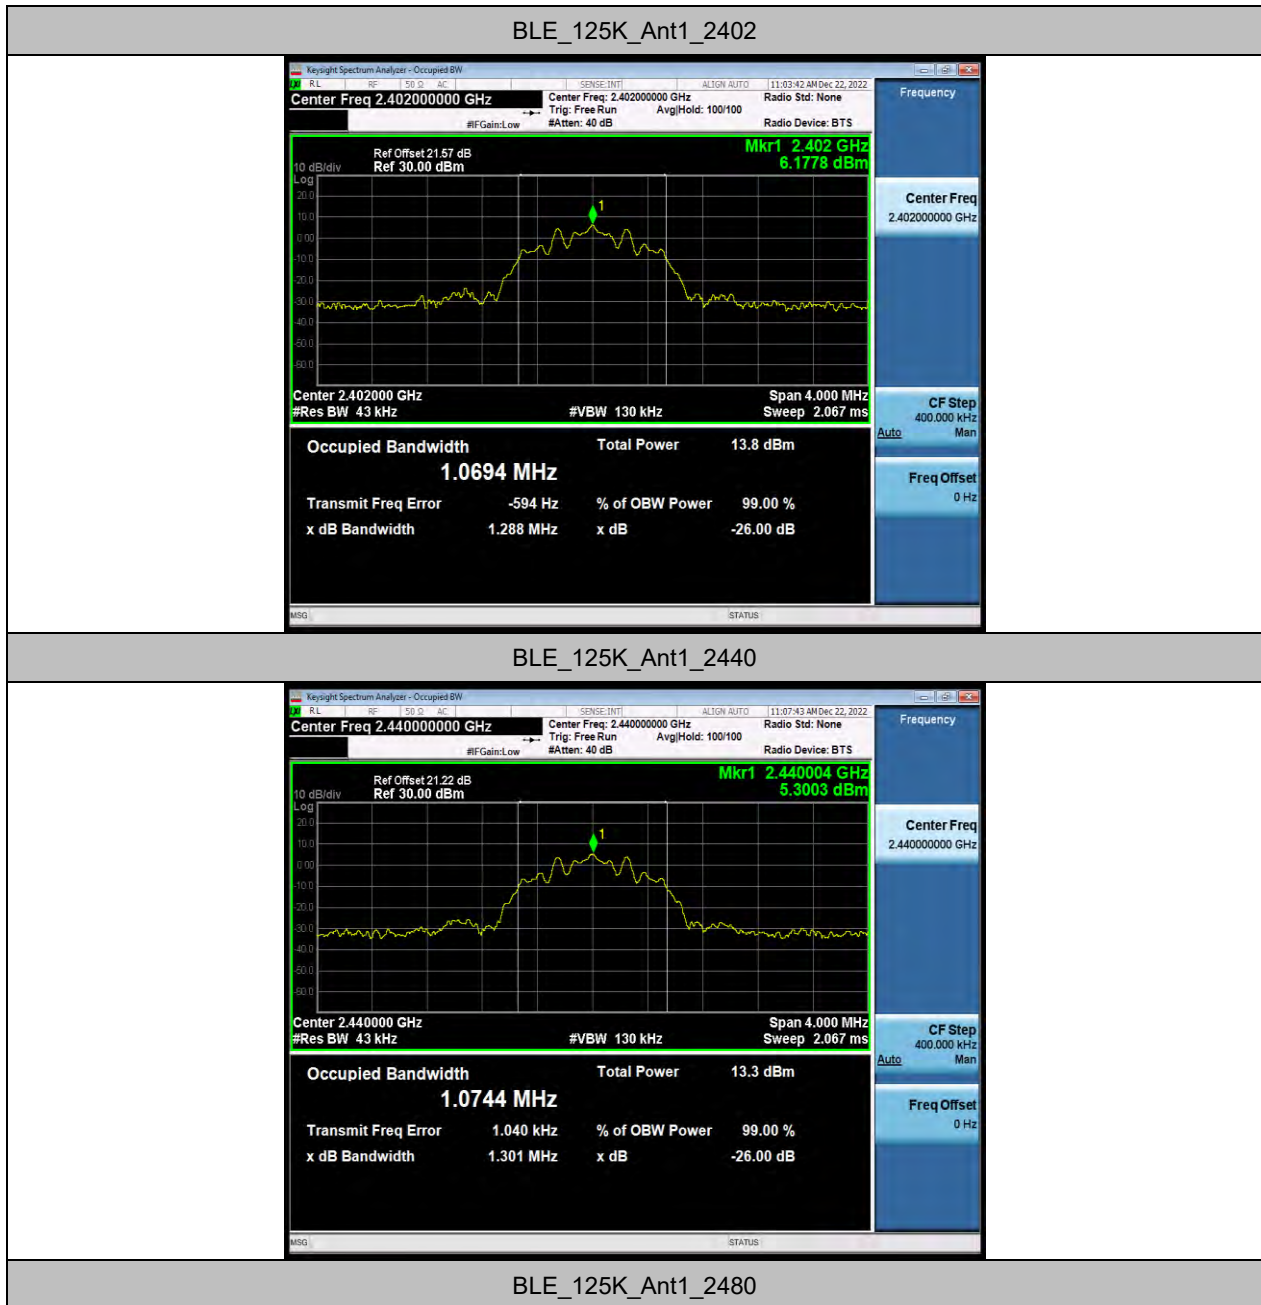 BLE_125K_Ant1_2402
Keysight Spectrum Analyzer - Occupied BW
RL RF 50 Ω AC SENSE:INT ALIGN AUTO 11:03:42 AM Dec 22, 2022
Center Freq 2.402000000 GHz
Center Freq: 2.402000000 GHz Radio Std: None
Trig: Free Run Avg|Hold: 100/100
#IFGain:Low #Atten: 40 dB Radio Device: BTS
Frequency
Mkr1 2.402 GHz
6.1778 dBm
Ref Offset 21.57 dB
10 dB/div Ref 30.00 dBm
Log
20.0
10.0
0.00
-10.0
-20.0
-30.0
-40.0
-50.0
-60.0
1
Center 2.402000 GHz Span 4.000 MHz
#Res BW 43 kHz #VBW 130 kHz Sweep 2.067 ms
Occupied Bandwidth Total Power 13.8 dBm
1.0694 MHz
Transmit Freq Error -594 Hz % of OBW Power 99.00 %
x dB Bandwidth 1.288 MHz x dB -26.00 dB
Center Freq
2.402000000 GHz
CF Step
400.000 kHz
Auto Man
Freq Offset
0 Hz
MSG STATUS
BLE_125K_Ant1_2440
Keysight Spectrum Analyzer - Occupied BW
RL RF 50 Ω AC SENSE:INT ALIGN AUTO 11:07:43 AM Dec 22, 2022
Center Freq 2.440000000 GHz
Center Freq: 2.440000000 GHz Radio Std: None
Trig: Free Run Avg|Hold: 100/100
#IFGain:Low #Atten: 40 dB Radio Device: BTS
Frequency
Mkr1 2.440004 GHz
5.3003 dBm
Ref Offset 21.22 dB
10 dB/div Ref 30.00 dBm
Log
20.0
10.0
0.00
-10.0
-20.0
-30.0
-40.0
-50.0
-60.0
1
Center 2.440000 GHz Span 4.000 MHz
#Res BW 43 kHz #VBW 130 kHz Sweep 2.067 ms
Occupied Bandwidth Total Power 13.3 dBm
1.0744 MHz
Transmit Freq Error 1.040 kHz % of OBW Power 99.00 %
x dB Bandwidth 1.301 MHz x dB -26.00 dB
Center Freq
2.440000000 GHz
CF Step
400.000 kHz
Auto Man
Freq Offset
0 Hz
MSG STATUS
BLE_125K_Ant1_2480